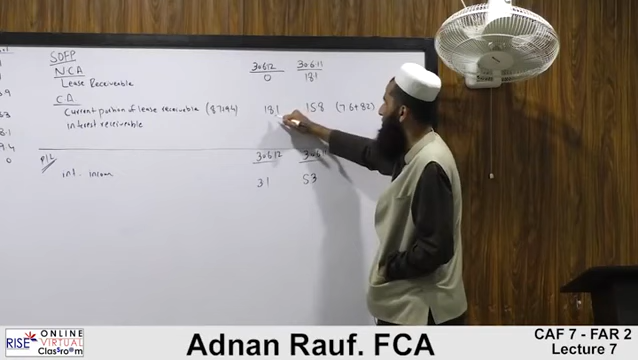 SOFP
30.6.12 30.6.11
NCA 0 181
Lease Receivable
CA
Current portion of lease receivable (87+94) 181 158 (76+82)
interest receivable
P/L 30.6.12 30.6.11
int. incom 31 53
RISE ONLINE VIRTUAL Classroom
Adnan Rauf. FCA
CAF 7 - FAR 2
Lecture 7